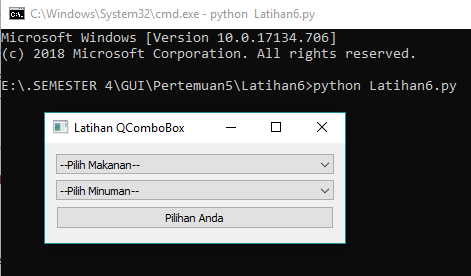 C:\Windows\System32\cmd.exe - python  Latihan6.py
Microsoft Windows [Version 10.0.17134.706]
(c) 2018 Microsoft Corporation. All rights reserved.
E:\.SEMESTER 4\GUI\Pertemuan5\Latihan6>python Latihan6.py
Latihan QComboBox
--Pilih Makanan--
--Pilih Minuman--
Pilihan Anda